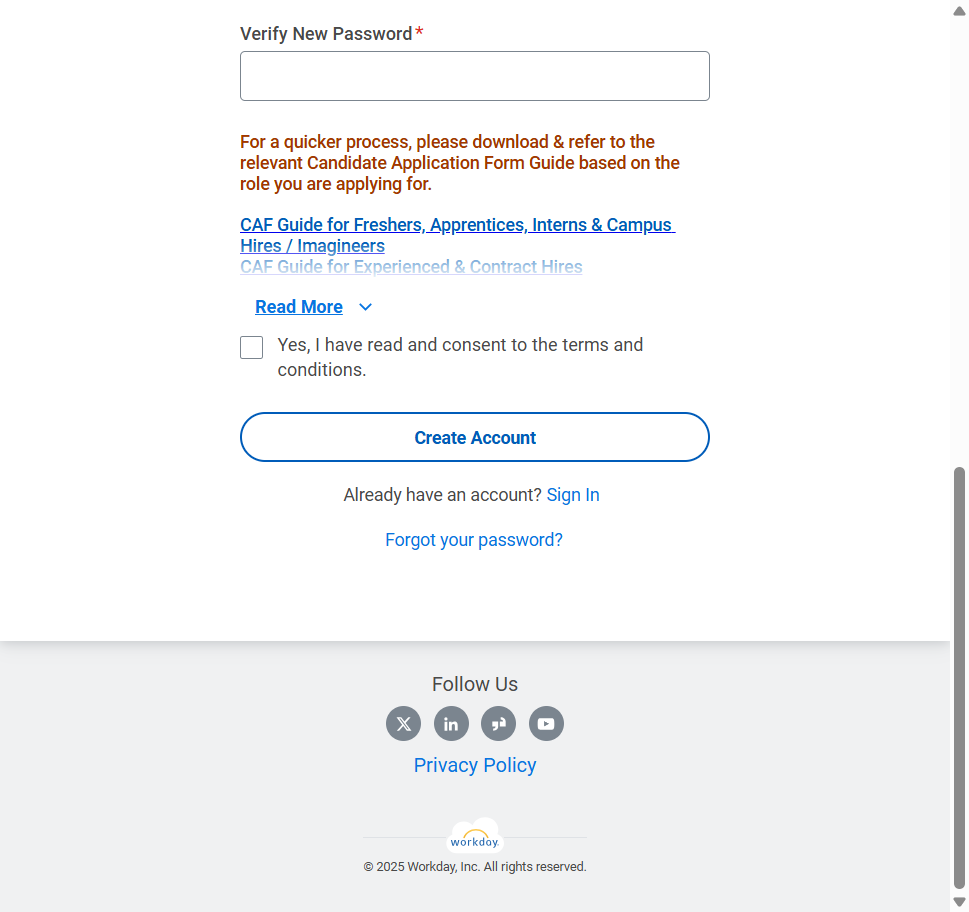 Verify New Password*
For a quicker process, please download & refer to the
relevant Candidate Application Form Guide based on the
role you are applying for.
CAF Guide for Freshers, Apprentices, Interns & Campus
Hires / Imagineers
CAF Guide for Experienced & Contract Hires
Read More
Yes, I have read and consent to the terms and
conditions.
Create Account
Already have an account? Sign In
Forgot your password?
Follow Us
Privacy Policy
workday.
© 2025 Workday, Inc. All rights reserved.